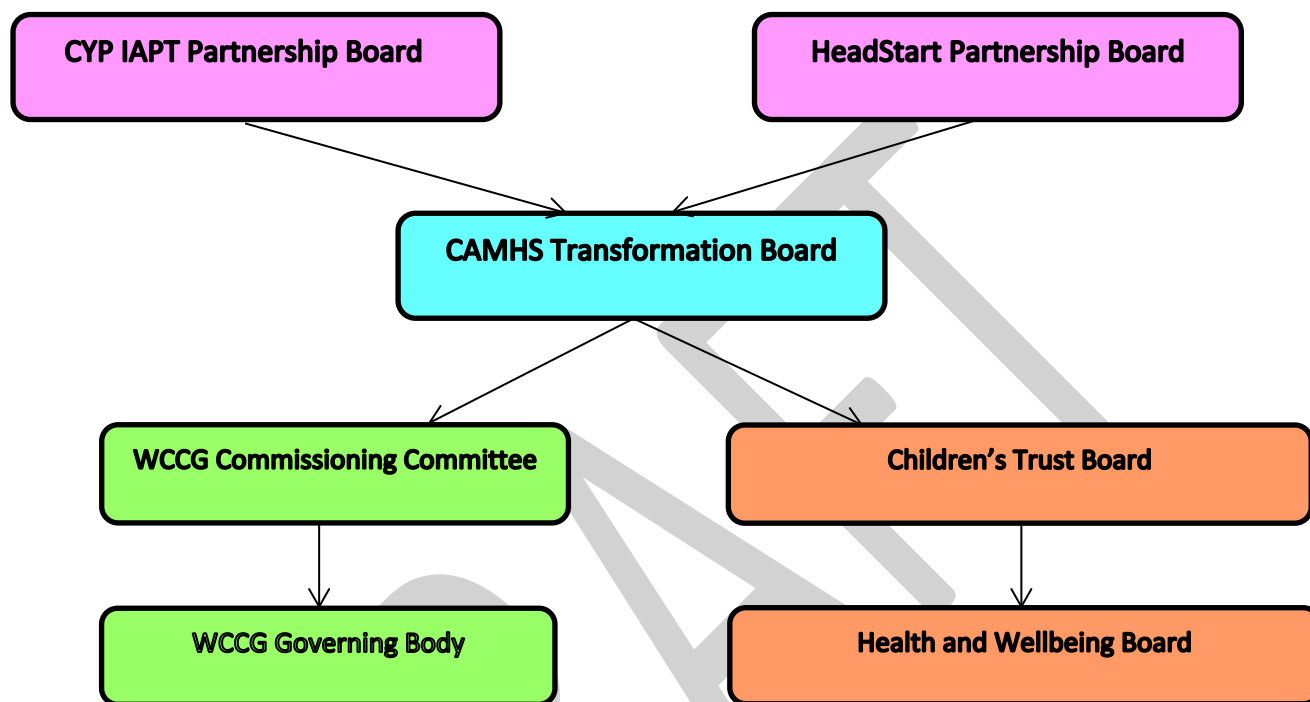 CYP IAPT Partnership Board
HeadStart Partnership Board
CAMHS Transformation Board
WCCG Commissioning Committee
Children’s Trust Board
WCCG Governing Body
Health and Wellbeing Board